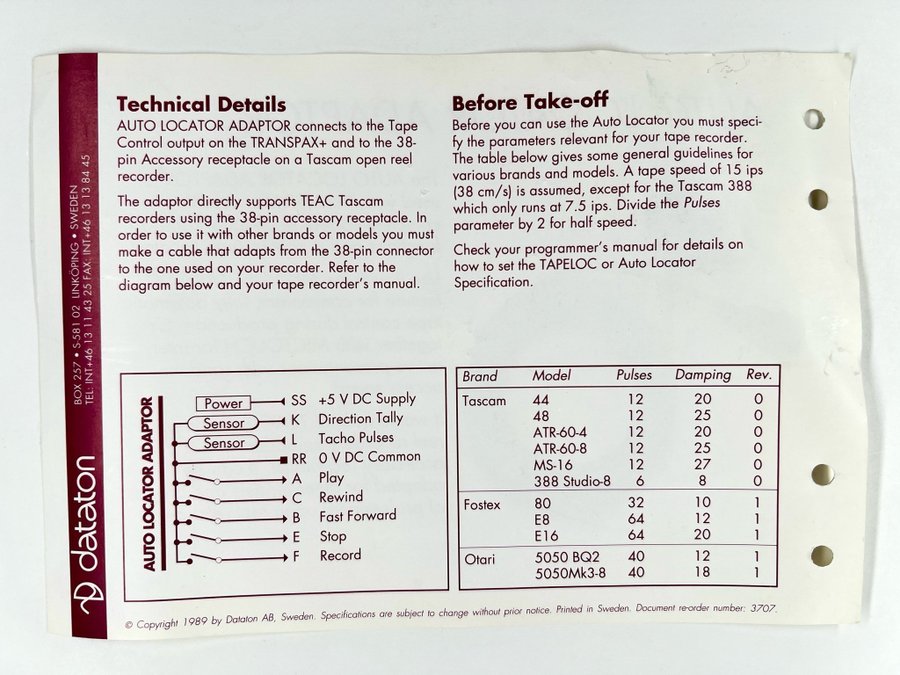 dataton
BOX 257 • S-581 02 LINKÖPING • SWEDEN
TEL: INT+46 13 11 43 25 FAX: INT+46 13 13 84 45
Technical Details
AUTO LOCATOR ADAPTOR connects to the Tape
Control output on the TRANSPAX+ and to the 38-
pin Accessory receptacle on a Tascam open reel
recorder.
The adaptor directly supports TEAC Tascam
recorders using the 38-pin accessory receptacle. In
order to use it with other brands or models you must
make a cable that adapts from the 38-pin connector
to the one used on your recorder. Refer to the
diagram below and your tape recorder's manual.
Before Take-off
Before you can use the Auto Locator you must speci-
fy the parameters relevant for your tape recorder.
The table below gives some general guidelines for
various brands and models. A tape speed of 15 ips
(38 cm/s) is assumed, except for the Tascam 388
which only runs at 7.5 ips. Divide the Pulses
parameter by 2 for half speed.
Check your programmer's manual for details on
how to set the TAPELOC or Auto Locator
Specification.
AUTO LOCATOR ADAPTOR
Power SS +5 V DC Supply
Sensor K Direction Tally
Sensor L Tacho Pulses
RR 0 V DC Common
A Play
C Rewind
B Fast Forward
E Stop
F Record
Brand Model Pulses Damping Rev.
Tascam 44 12 20 0
48 12 25 0
ATR-60-4 12 20 0
ATR-60-8 12 25 0
MS-16 12 27 0
388 Studio-8 6 8 0
Fostex 80 32 10 1
E8 64 12 1
E16 64 20 1
Otari 5050 BQ2 40 12 1
5050Mk3-8 40 18 1
© Copyright 1989 by Dataton AB, Sweden. Specifications are subject to change without prior notice. Printed in Sweden. Document re-order number: 3707.